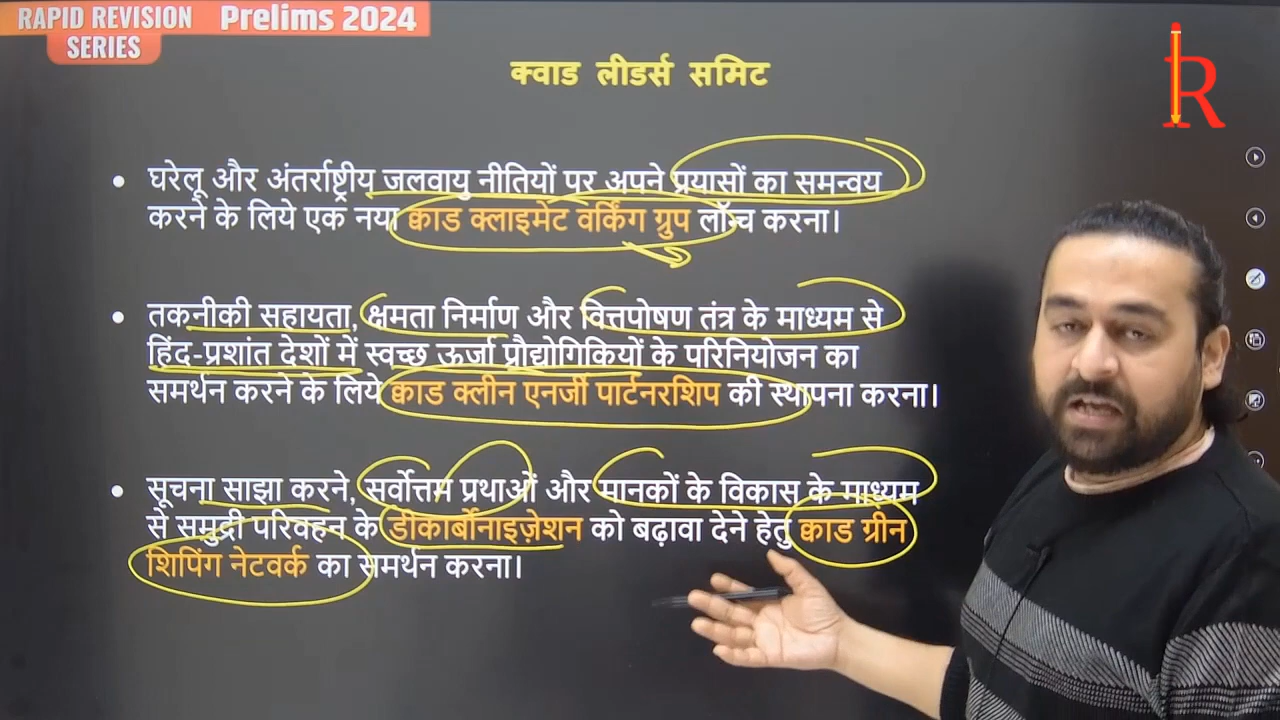 RAPID REVISION
SERIES
Prelims 2024
R
क्वाड लीडर्स समिट
• घरेलू और अंतर्राष्ट्रीय जलवायु नीतियों पर अपने प्रयासों का समन्वय
करने के लिये एक नया क्वाड क्लाइमेट वर्किंग ग्रुप लॉन्च करना।
• तकनीकी सहायता, क्षमता निर्माण और वित्तपोषण तंत्र के माध्यम से
हिंद-प्रशांत देशों में स्वच्छ ऊर्जा प्रौद्योगिकियों के परिनियोजन का
समर्थन करने के लिये क्वाड क्लीन एनर्जी पार्टनरशिप की स्थापना करना।
• सूचना साझा करने, सर्वोत्तम प्रथाओं और मानकों के विकास के माध्यम
से समुद्री परिवहन के डीकार्बोनाइज़ेशन को बढ़ावा देने हेतु क्वाड ग्रीन
शिपिंग नेटवर्क का समर्थन करना।